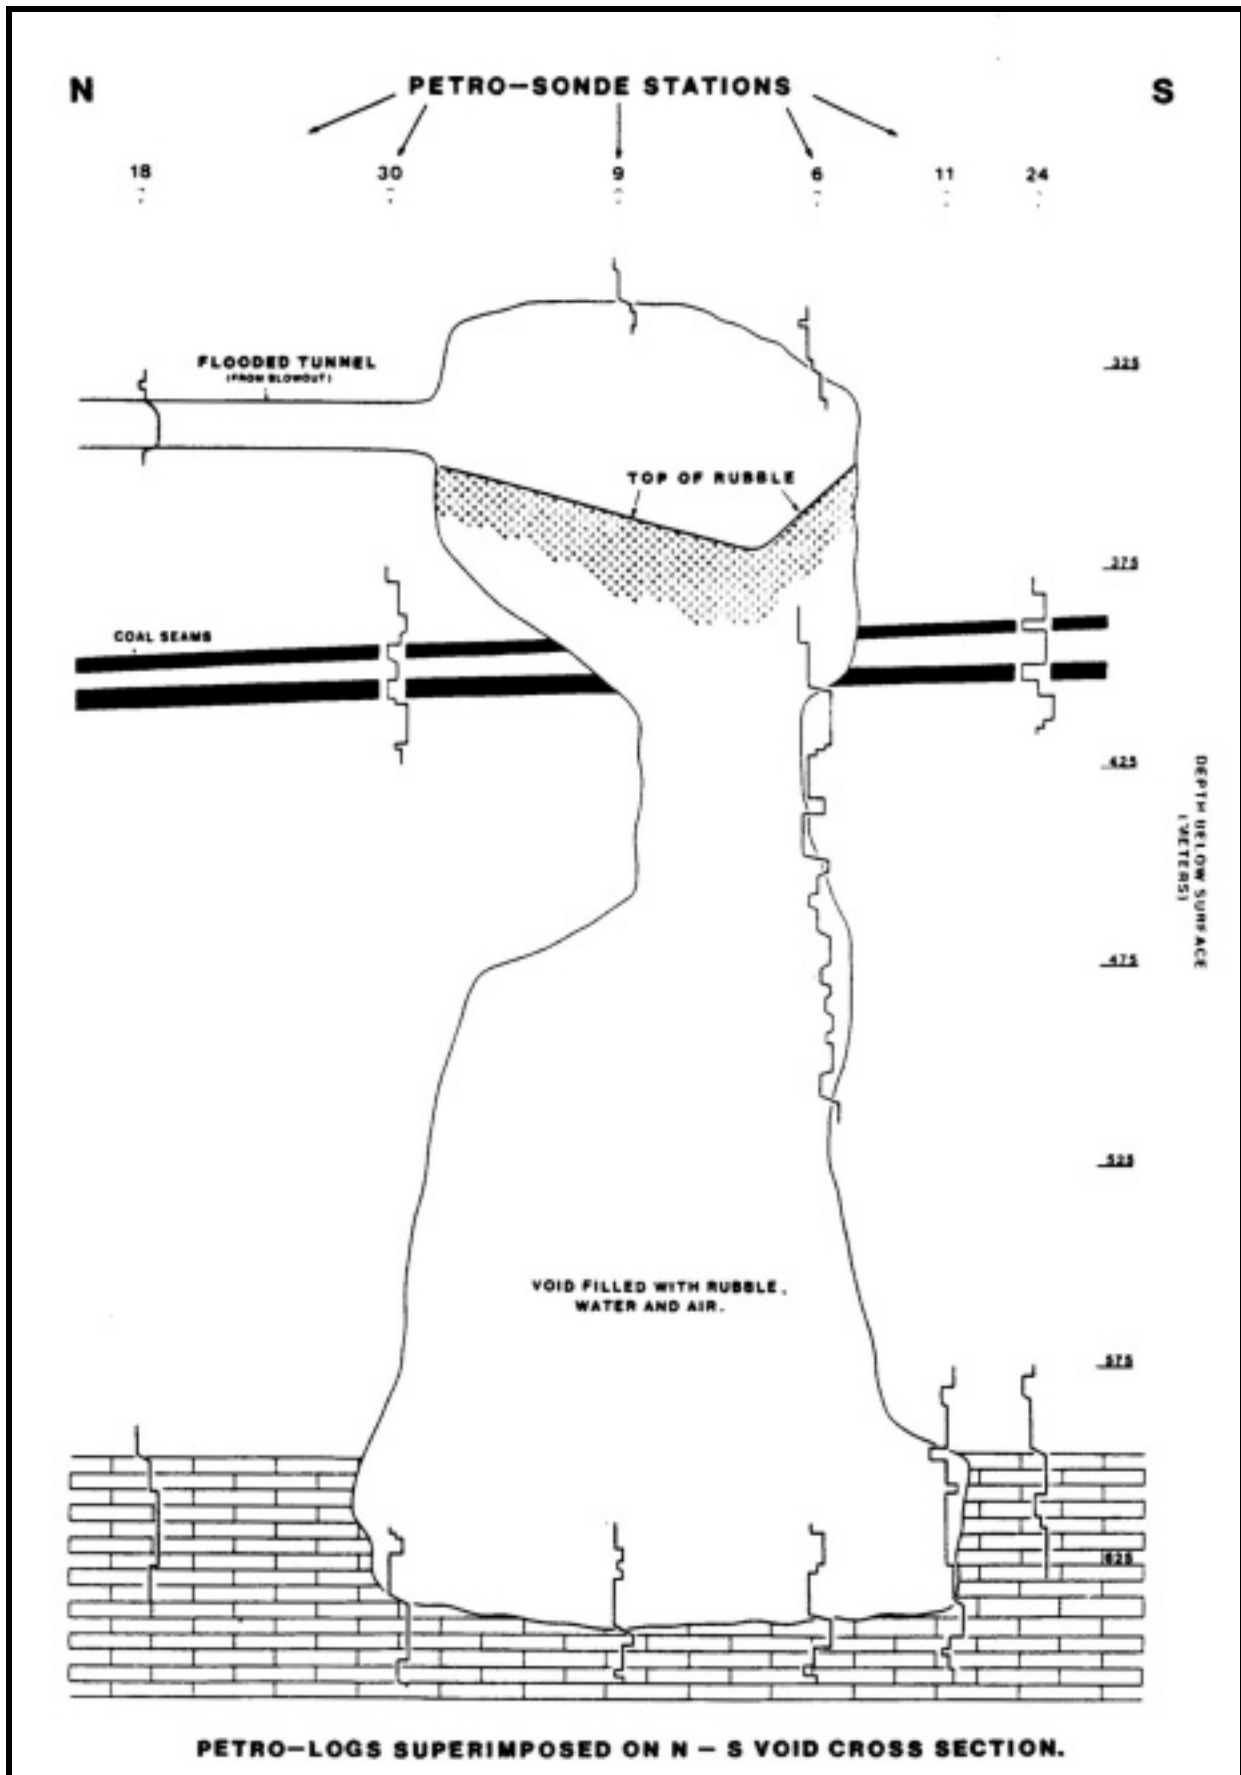 N PETRO—SONDE STATIONS S
18 30 9 6 11 24
325
FLOODED TUNNEL
(FROM BLOWOUT)
TOP OF RUBBLE
375
COAL SEAMS
425
DEPTH BELOW SURFACE
(METERS)
475
525
VOID FILLED WITH RUBBLE,
WATER AND AIR.
575
625
PETRO—LOGS SUPERIMPOSED ON N — S VOID CROSS SECTION.